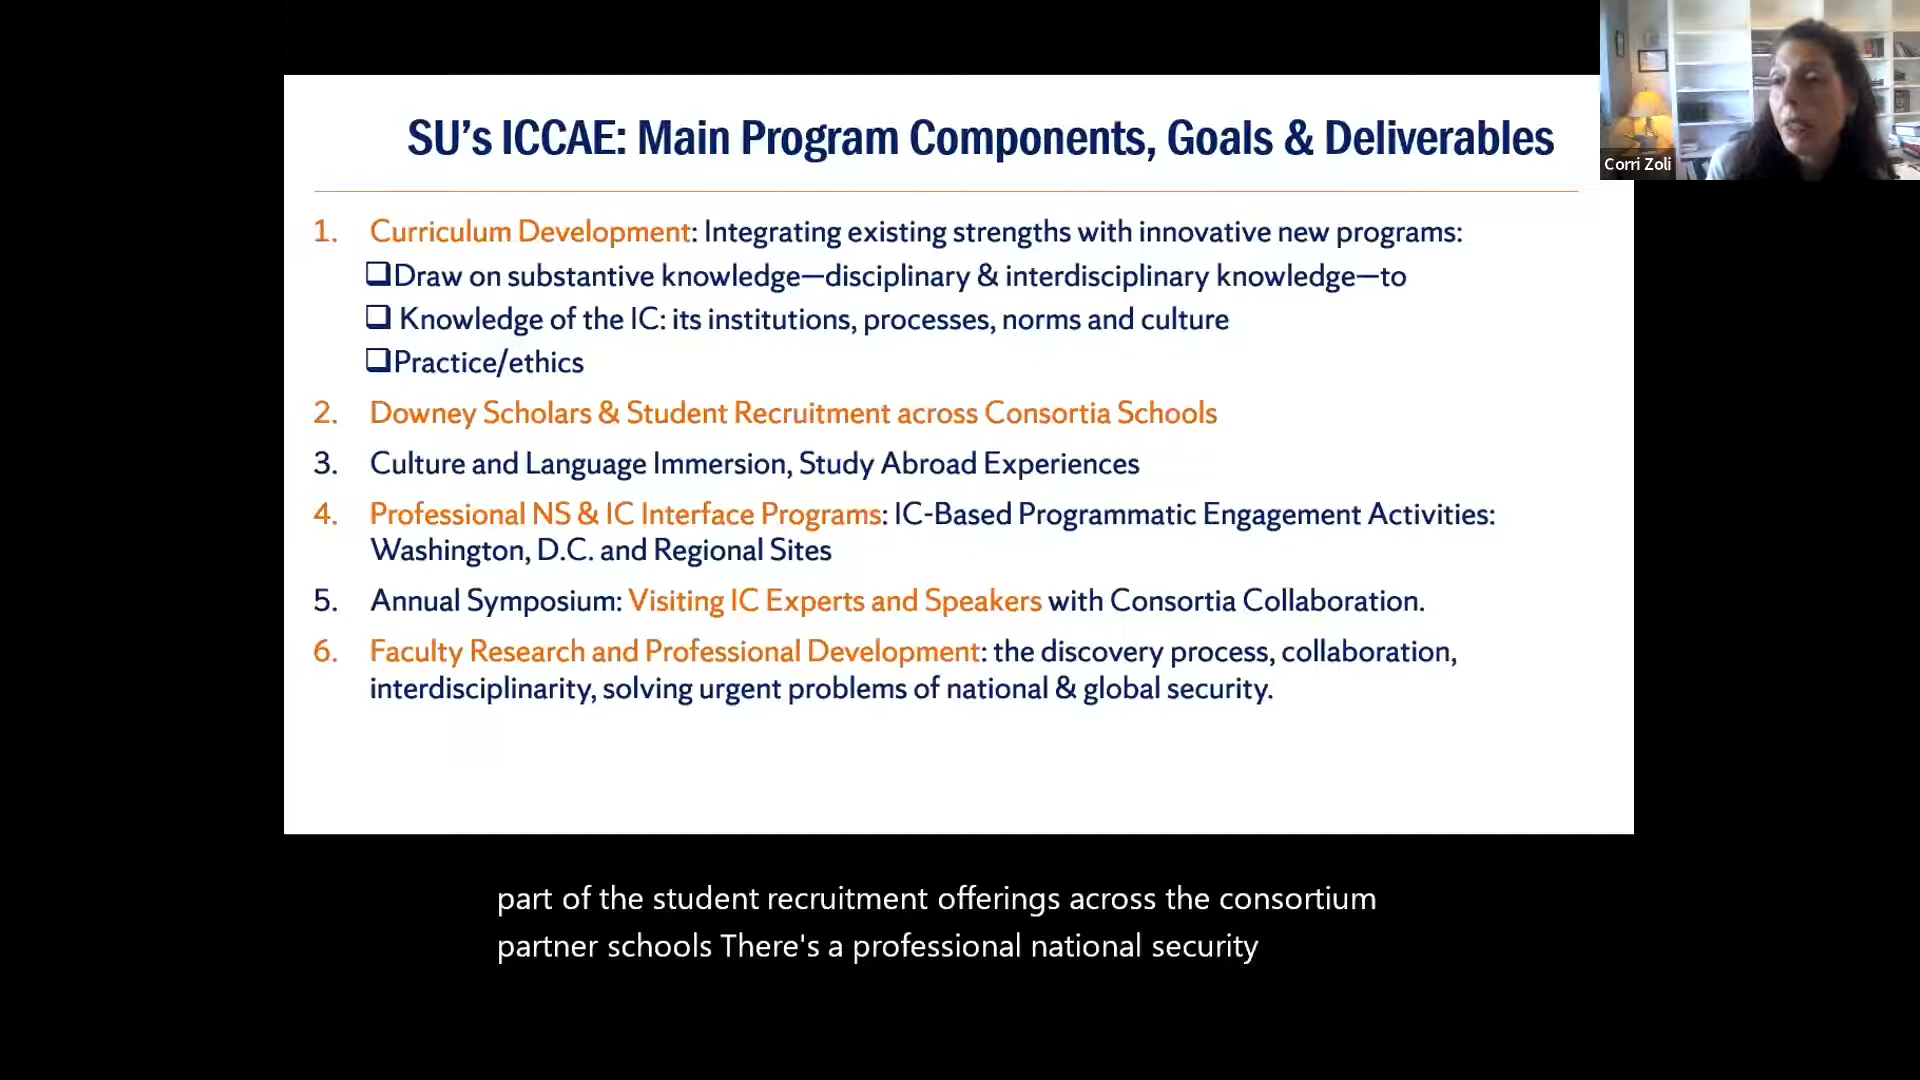 SU's ICCAE: Main Program Components, Goals & Deliverables
Corri Zoli
1. Curriculum Development: Integrating existing strengths with innovative new programs:
❑Draw on substantive knowledge—disciplinary & interdisciplinary knowledge—to
❑ Knowledge of the IC: its institutions, processes, norms and culture
❑Practice/ethics
2. Downey Scholars & Student Recruitment across Consortia Schools
3. Culture and Language Immersion, Study Abroad Experiences
4. Professional NS & IC Interface Programs: IC-Based Programmatic Engagement Activities:
Washington, D.C. and Regional Sites
5. Annual Symposium: Visiting IC Experts and Speakers with Consortia Collaboration.
6. Faculty Research and Professional Development: the discovery process, collaboration,
interdisciplinarity, solving urgent problems of national & global security.
part of the student recruitment offerings across the consortium
partner schools There's a professional national security